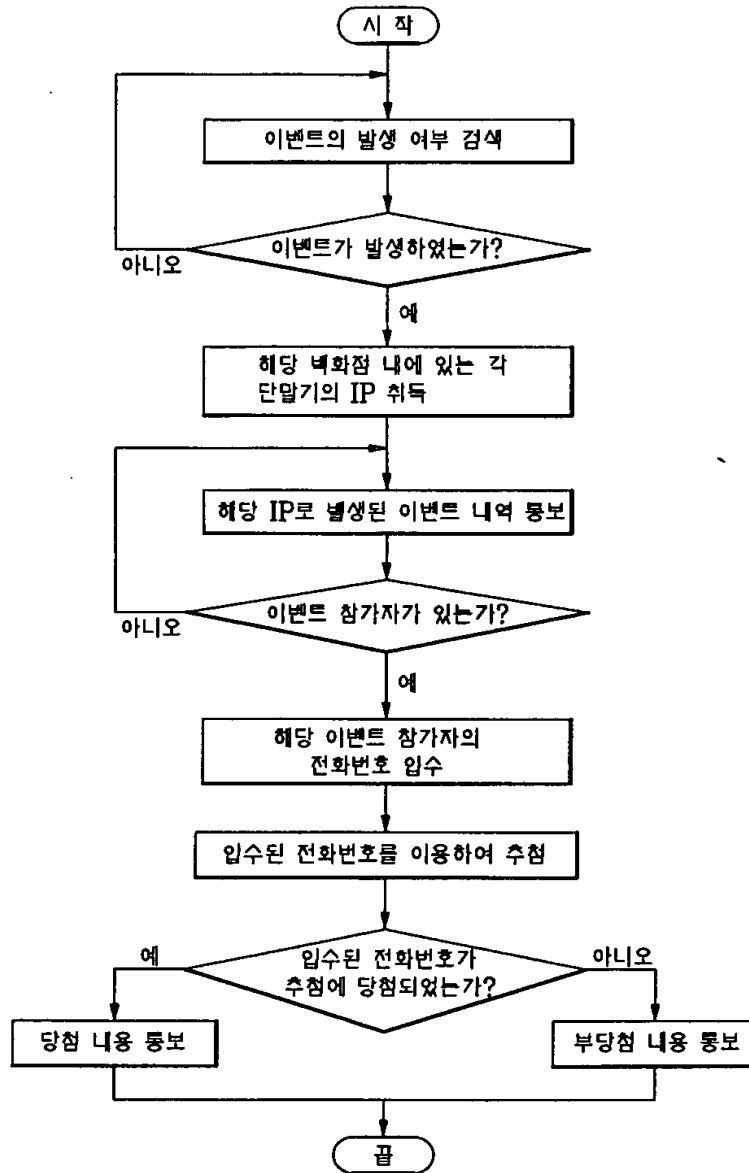 시 작
이벤트의 발생 여부 검색
이벤트가 발생하였는가?
아니오
예
해당 백화점 내에 있는 각
단말기의 IP 취득
해당 IP로 발생된 이벤트 내역 통보
이벤트 참가자가 있는가?
아니오
예
해당 이벤트 참가자의
전화번호 입수
입수된 전화번호를 이용하여 추첨
예
입수된 전화번호가
추첨에 당첨되었는가?
아니오
당첨 내용 통보
부당첨 내용 통보
끝